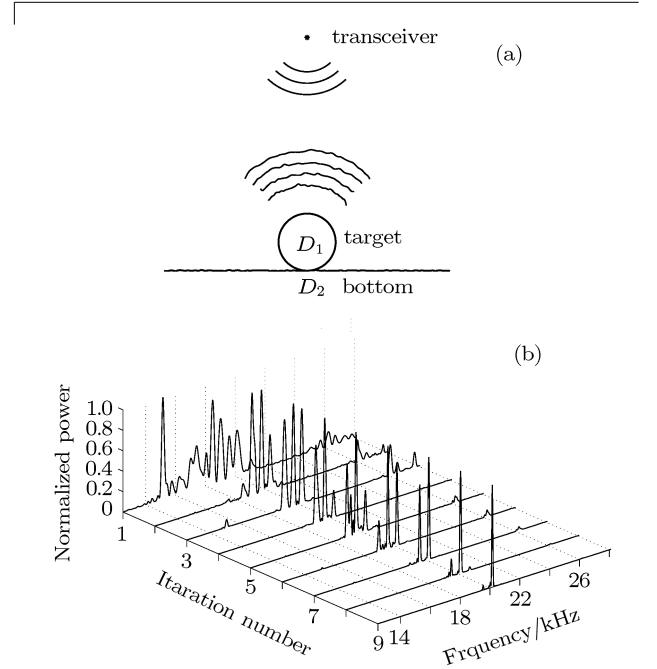 transceiver
(a)
D1 target
D2 bottom
(b)
Normalized power
1.0
0.8
0.6
0.4
0.2
0
1
3
5
7
9
Itaration number
14
18
22
26
Frquency/kHz